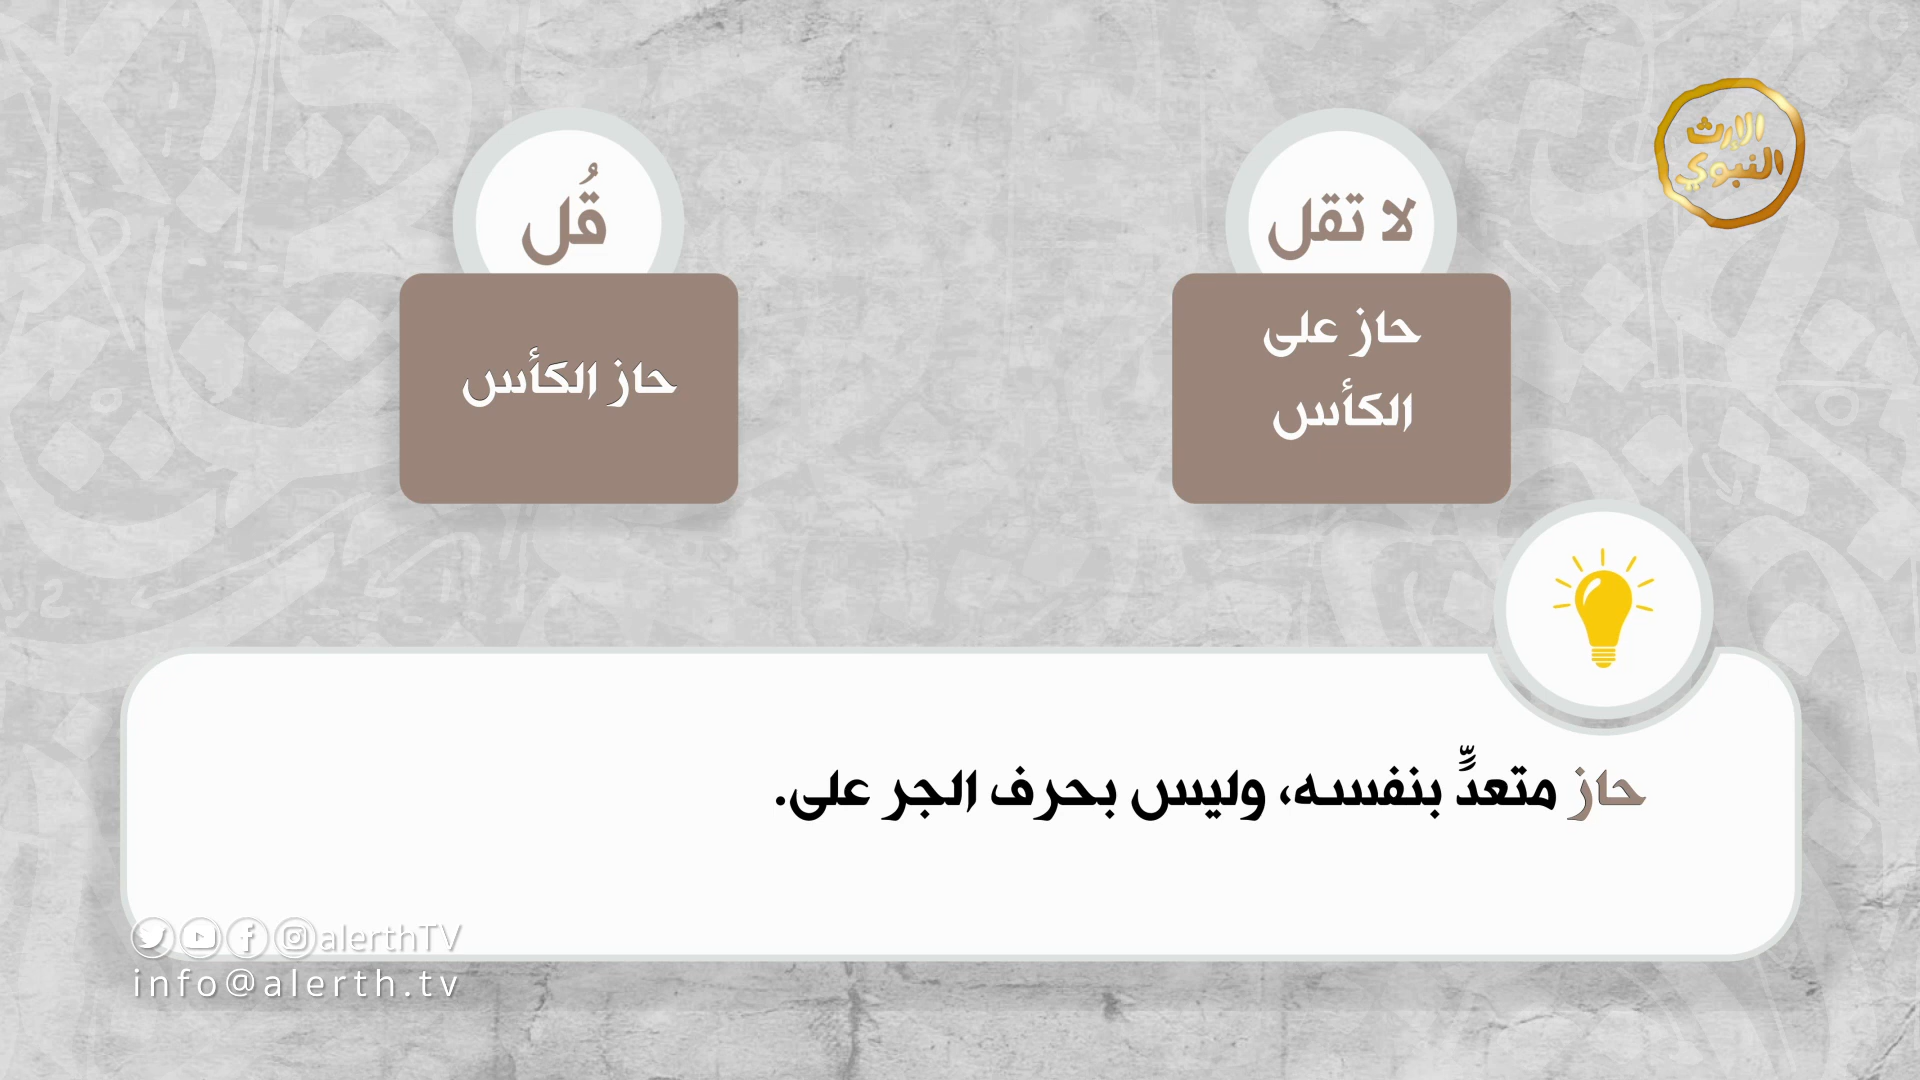 الإرث
النبوي
لا تقل
حاز على
الكأس
قُل
حاز الكأس
حاز متعدٍّ بنفسه، وليس بحرف الجر على.
alerthTV
info@alerth.tv